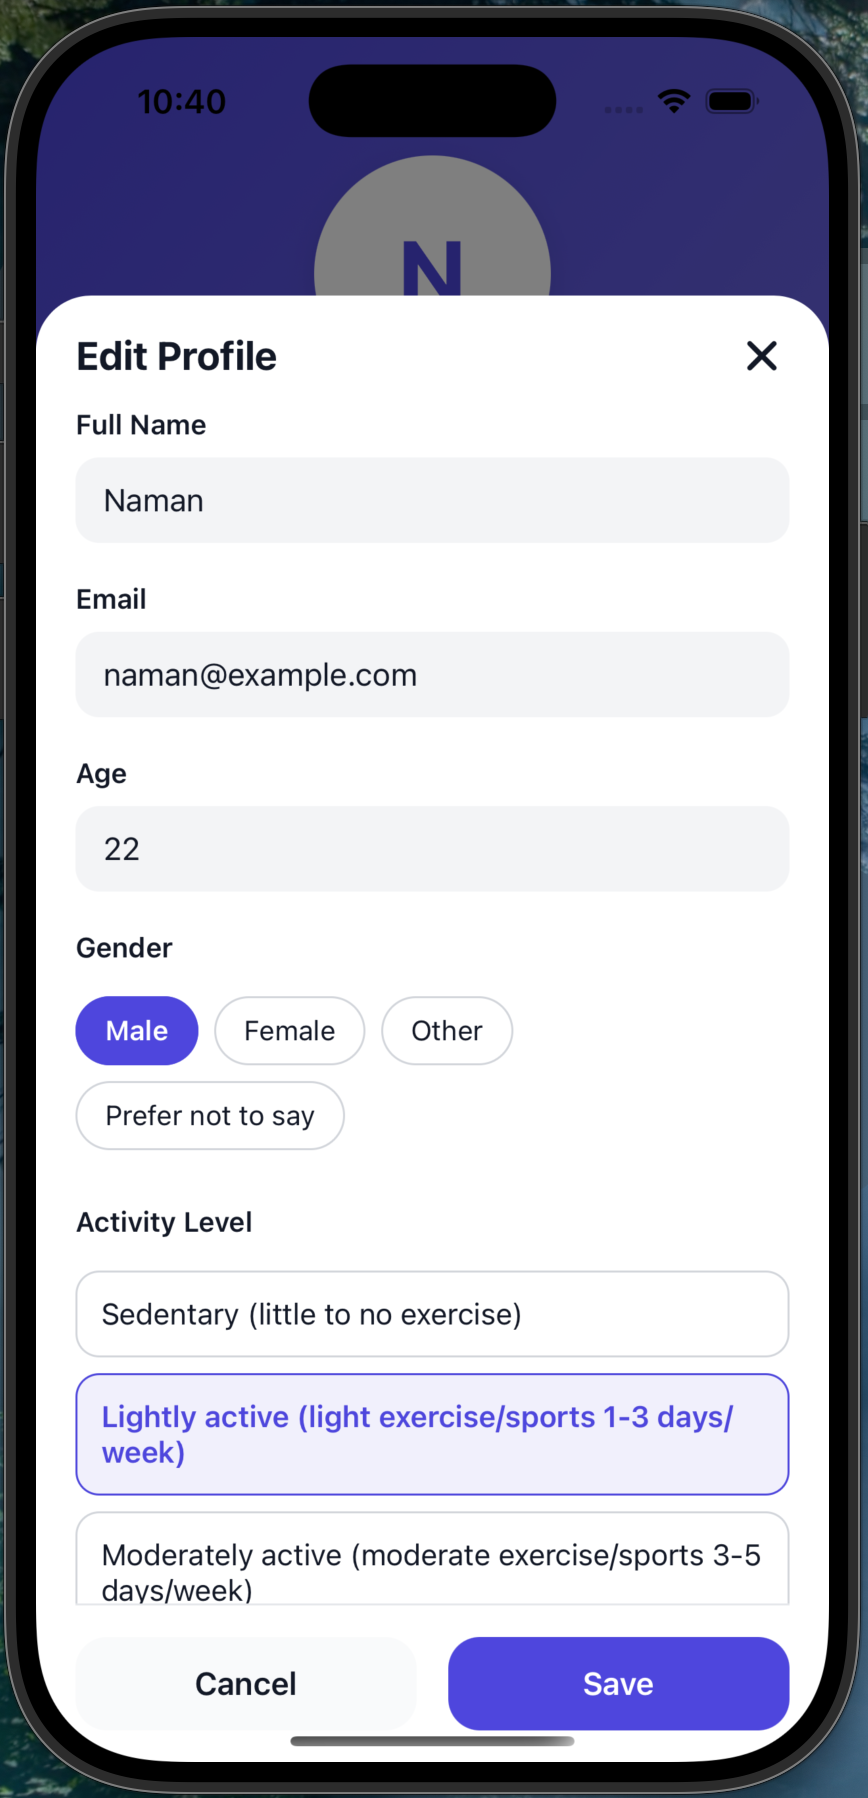 10:40
N
Edit Profile
Full Name
Naman
Email
naman@example.com
Age
22
Gender
Male Female Other
Prefer not to say
Activity Level
Sedentary (little to no exercise)
Lightly active (light exercise/sports 1-3 days/
week)
Moderately active (moderate exercise/sports 3-5
days/week)
Cancel Save